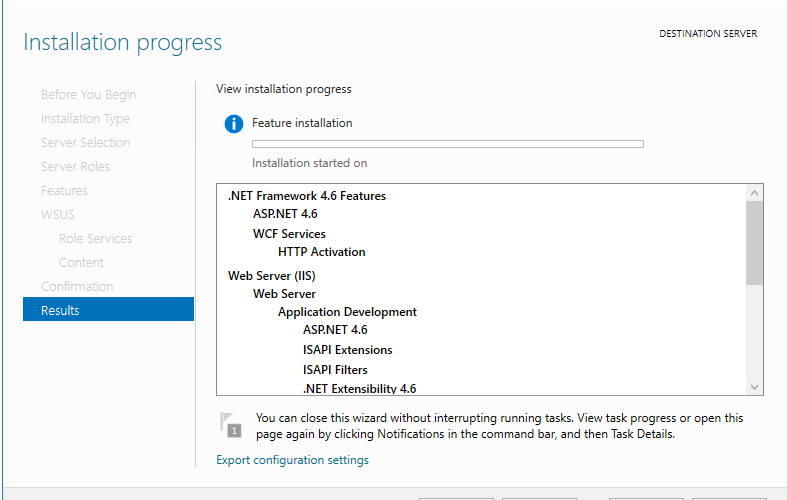 Installation progress
DESTINATION SERVER
Before You Begin
Installation Type
Server Selection
Server Roles
Features
WSUS
Role Services
Content
Confirmation
Results
View installation progress
Feature installation
Installation started on
.NET Framework 4.6 Features
ASP.NET 4.6
WCF Services
HTTP Activation
Web Server (IIS)
Web Server
Application Development
ASP.NET 4.6
ISAPI Extensions
ISAPI Filters
.NET Extensibility 4.6
1
You can close this wizard without interrupting running tasks. View task progress or open this
page again by clicking Notifications in the command bar, and then Task Details.
Export configuration settings